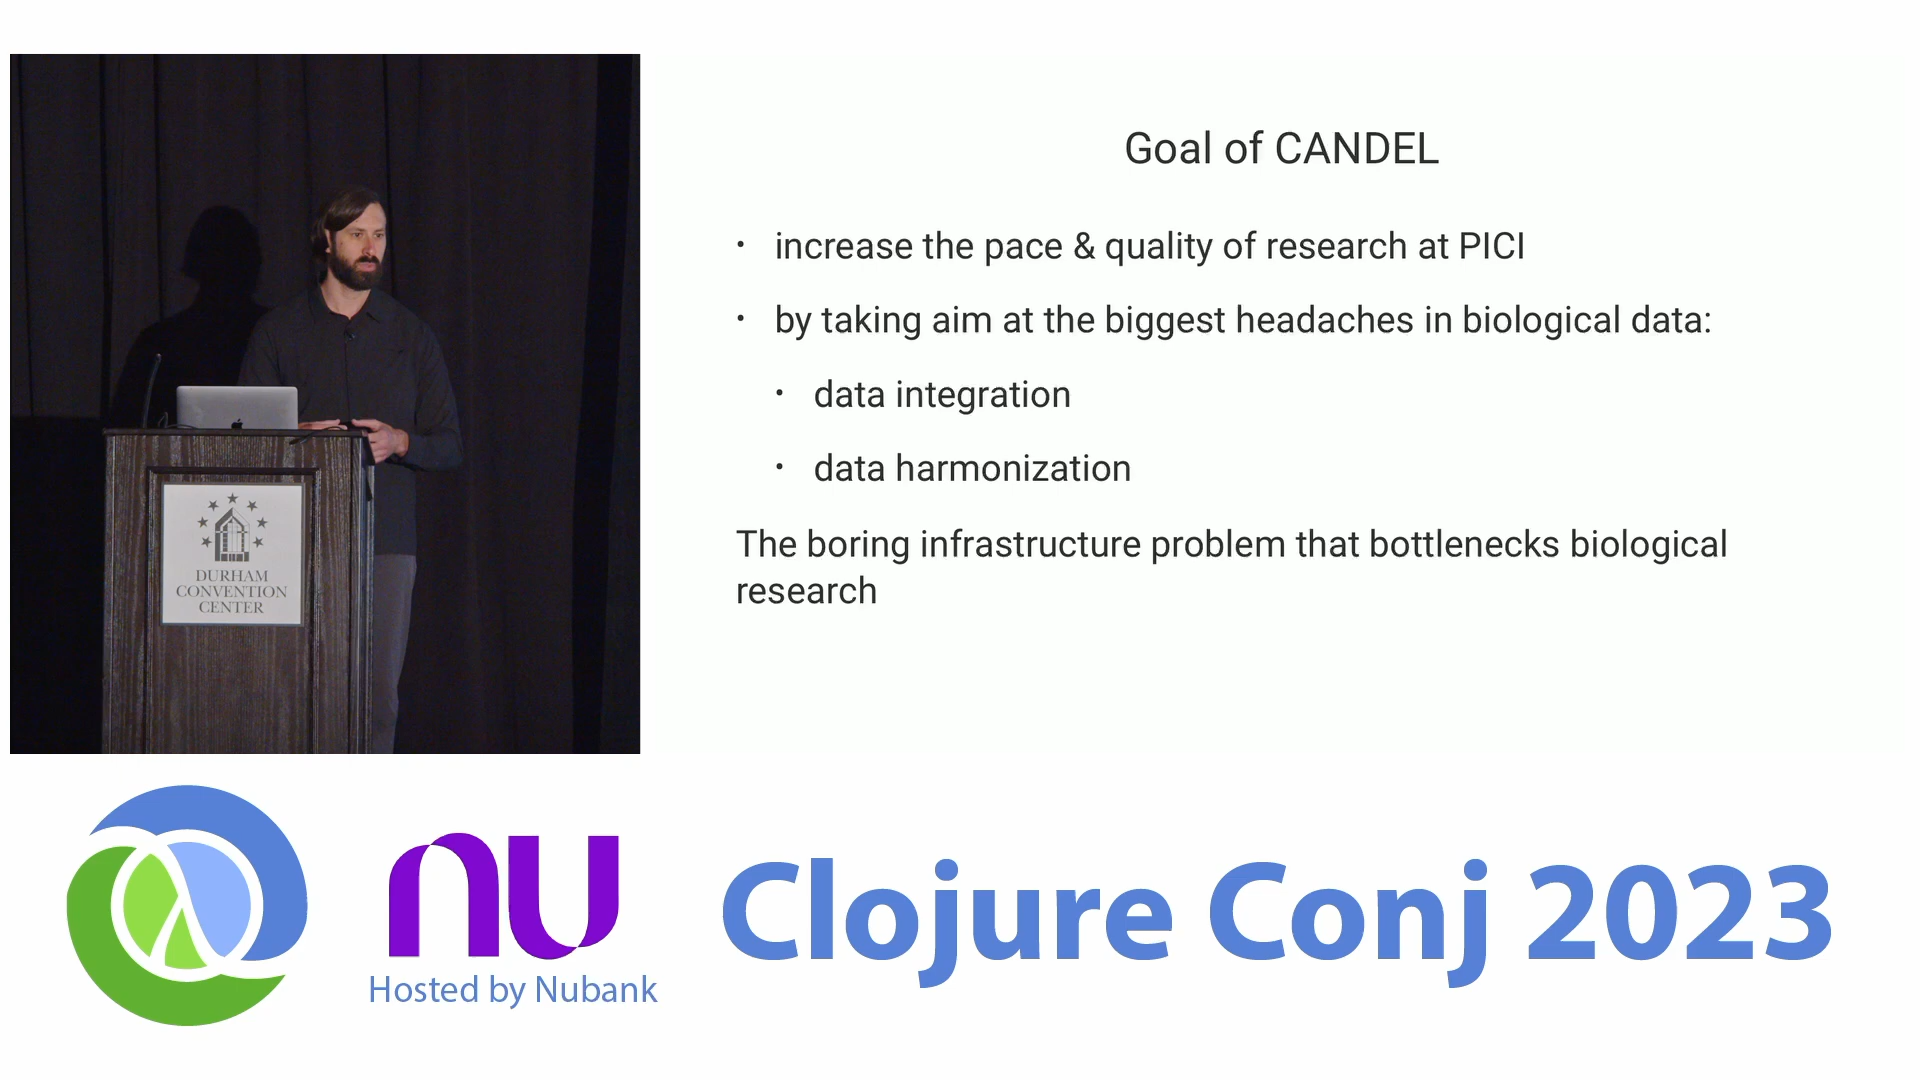 Goal of CANDEL
• increase the pace & quality of research at PICI
• by taking aim at the biggest headaches in biological data:
• data integration
• data harmonization
The boring infrastructure problem that bottlenecks biological
research
DURHAM
CONVENTION
CENTER
nu
Hosted by Nubank
Clojure Conj 2023